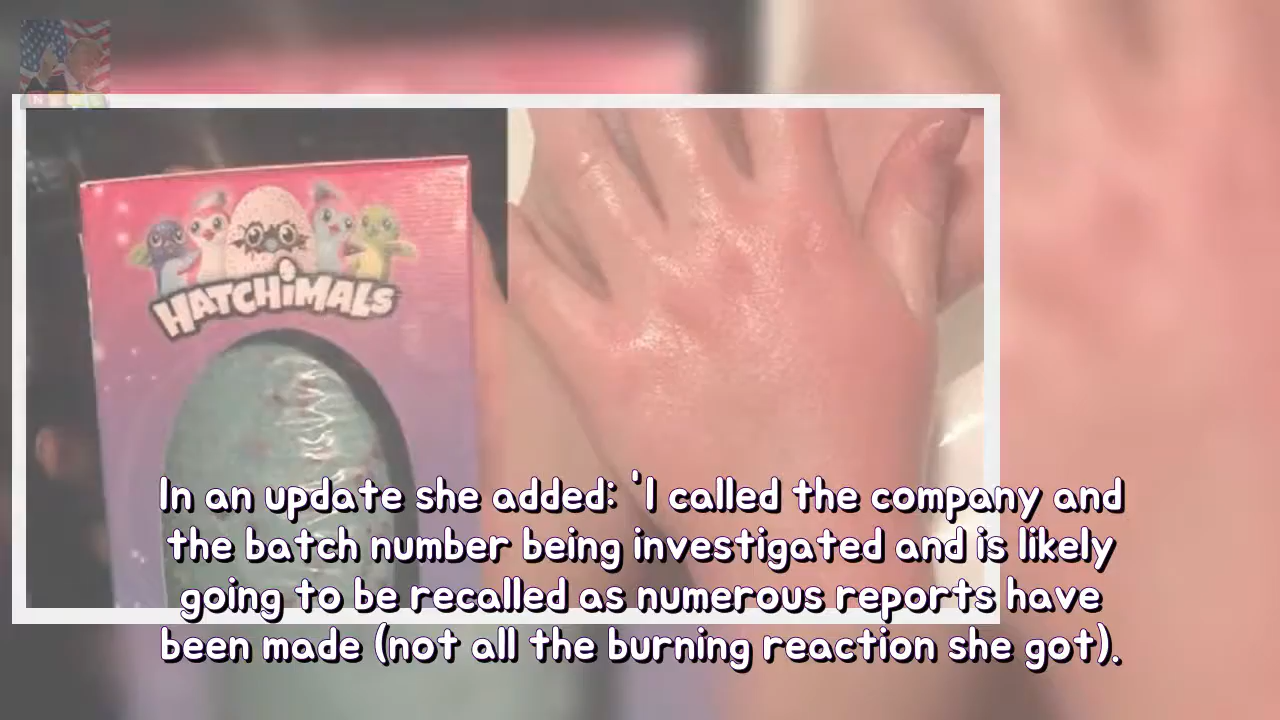 NEWS
HATCHiMALS
In an update she added: 'I called the company and
the batch number being investigated and is likely
going to be recalled as numerous reports have
been made (not all the burning reaction she got).